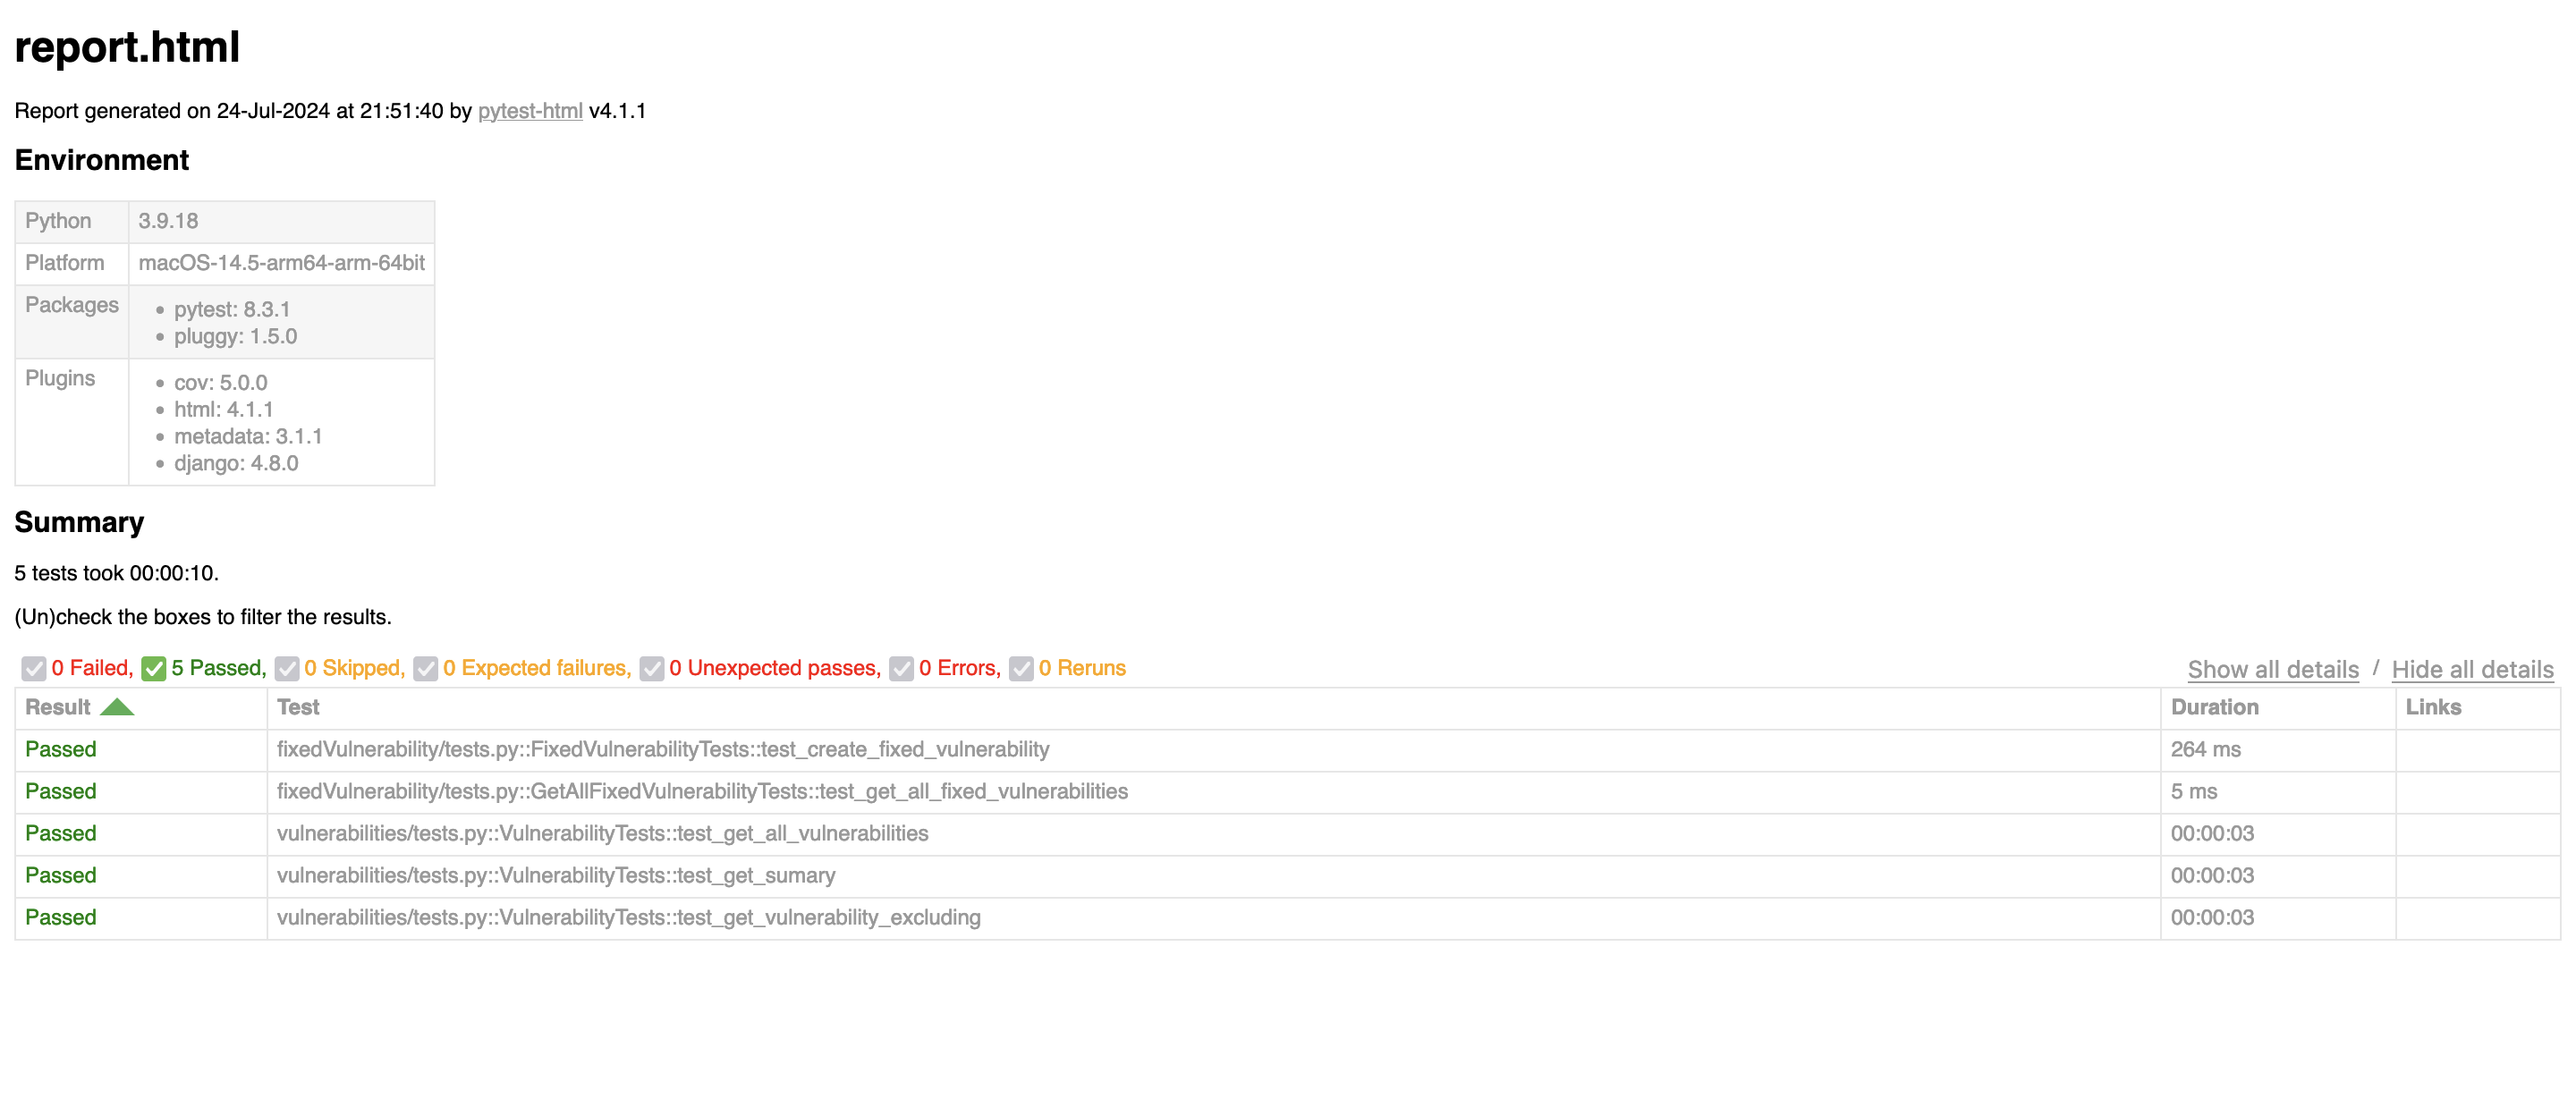 report.html
Report generated on 24-Jul-2024 at 21:51:40 by pytest-html v4.1.1
Environment
Python 3.9.18
Platform macOS-14.5-arm64-arm-64bit
Packages
• pytest: 8.3.1
• pluggy: 1.5.0
Plugins
• cov: 5.0.0
• html: 4.1.1
• metadata: 3.1.1
• django: 4.8.0
Summary
5 tests took 00:00:10.
(Un)check the boxes to filter the results.
0 Failed, 5 Passed, 0 Skipped, 0 Expected failures, 0 Unexpected passes, 0 Errors, 0 Reruns Show all details / Hide all details
Result Test Duration Links
Passed fixedVulnerability/tests.py::FixedVulnerabilityTests::test_create_fixed_vulnerability 264 ms
Passed fixedVulnerability/tests.py::GetAllFixedVulnerabilityTests::test_get_all_fixed_vulnerabilities 5 ms
Passed vulnerabilities/tests.py::VulnerabilityTests::test_get_all_vulnerabilities 00:00:03
Passed vulnerabilities/tests.py::VulnerabilityTests::test_get_sumary 00:00:03
Passed vulnerabilities/tests.py::VulnerabilityTests::test_get_vulnerability_excluding 00:00:03